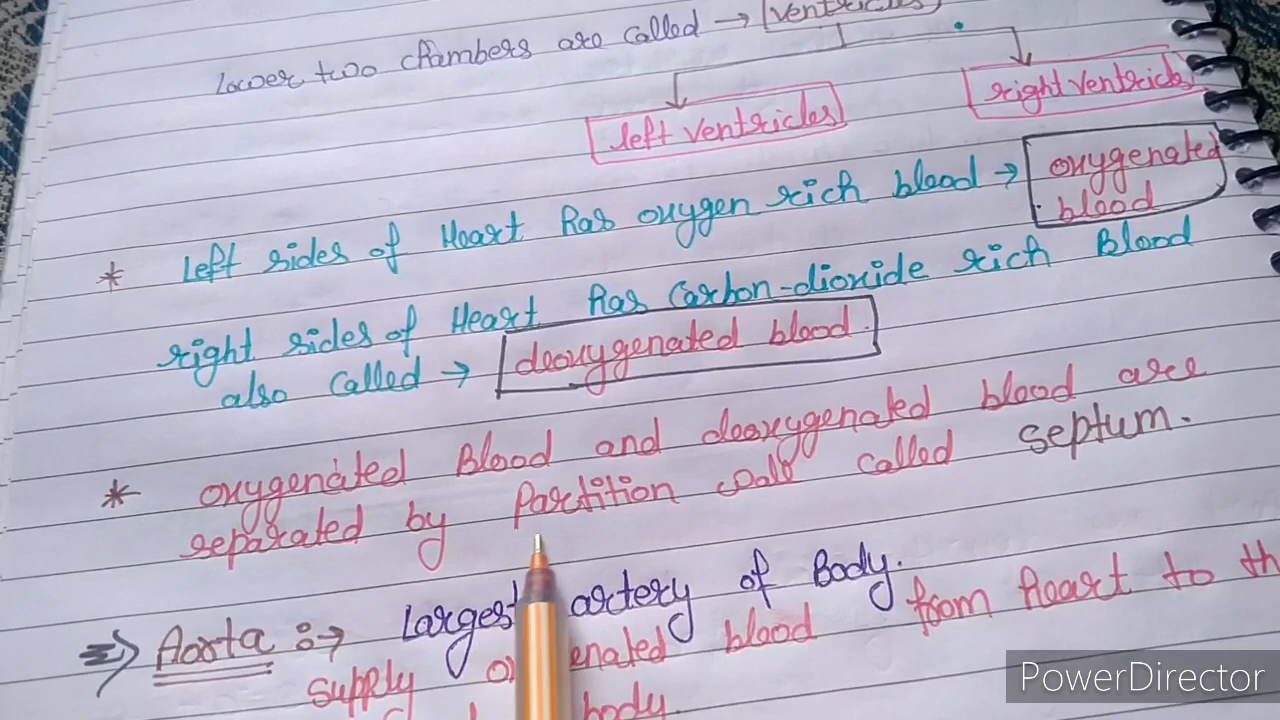 Lower two chambers are called → ventricles
left ventricles right ventricles
* Left sides of Heart has oxygen rich blood → oxygenated blood
right sides of Heart has Carbon-dioxide rich Blood
also called → deoxygenated blood.
* oxygenated Blood and deoxygenated blood are
separated by Partition wall called septum.
⇒ Aorta :→ Largest artery of Body.
supply blood from heart to
body.
PowerDirector